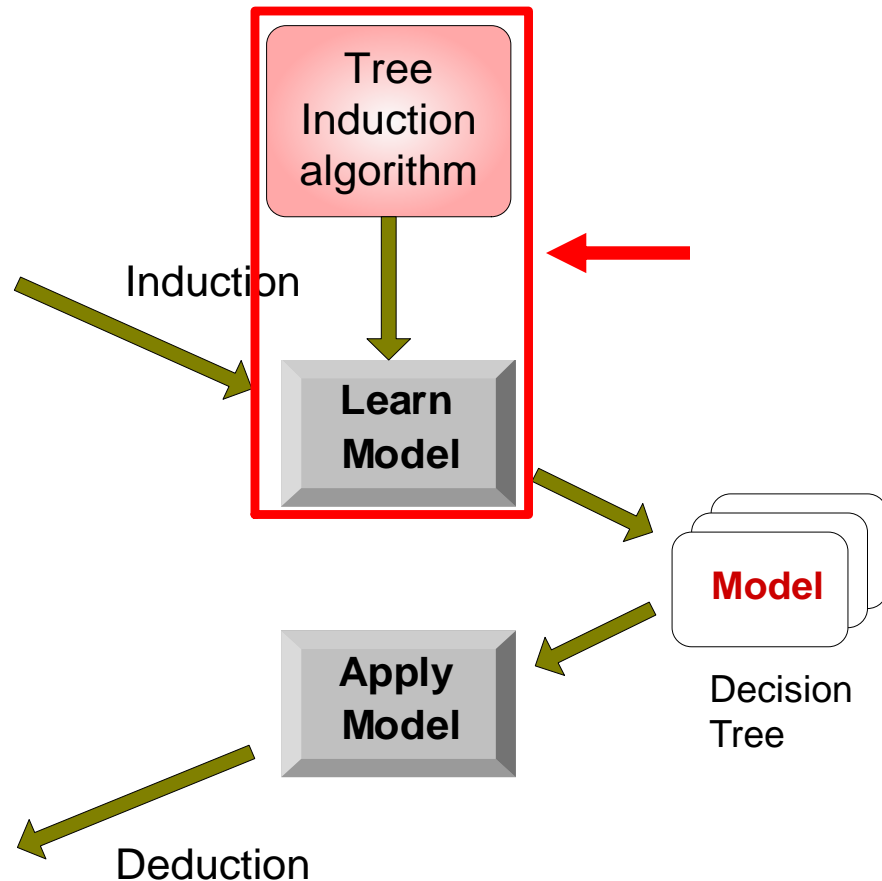 Tree
Induction
algorithm
Induction
Learn
Model
Model
Apply
Model
Decision
Tree
Deduction